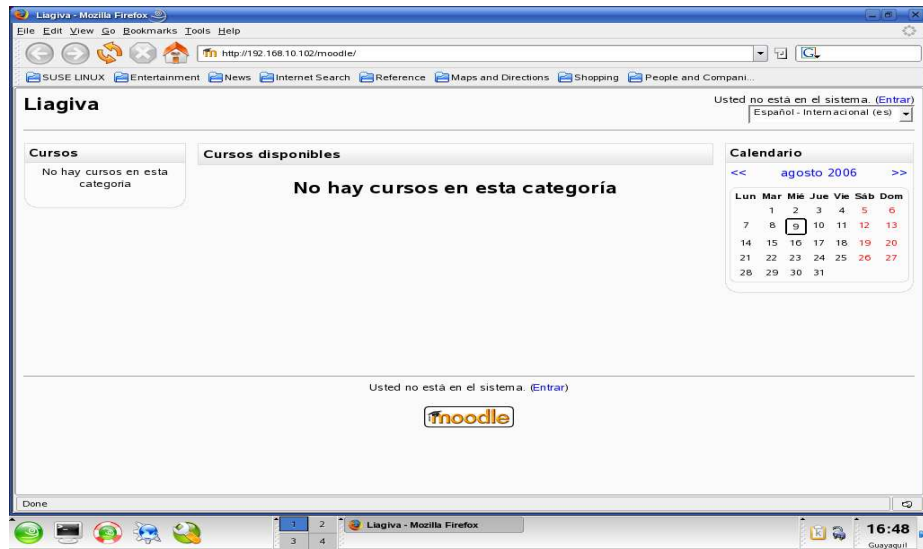 Liagiva - Mozilla Firefox
File Edit View Go Bookmarks Tools Help
http://192.168.10.102/moodle/
SUSE LINUX Entertainment News Internet Search Reference Maps and Directions Shopping People and Compani...
Liagiva
Usted no está en el sistema. (Entrar)
Español - Internacional (es)
Cursos
No hay cursos en esta
categoría
Cursos disponibles
No hay cursos en esta categoría
Calendario
<< agosto 2006 >>
Lun Mar Mié Jue Vie Sáb Dom
1 2 3 4 5 6
7 8 9 10 11 12 13
14 15 16 17 18 19 20
21 22 23 24 25 26 27
28 29 30 31
Usted no está en el sistema. (Entrar)
moodle
Done
1 2
3 4
Liagiva - Mozilla Firefox
16:48
Guayaquil